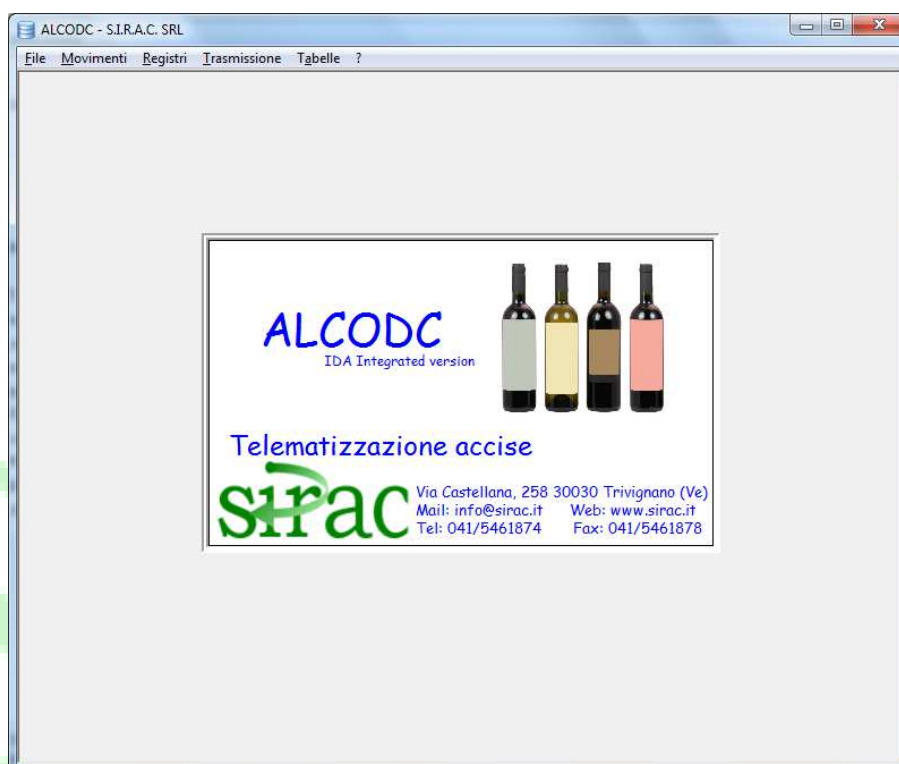 ALCODC - S.I.R.A.C. SRL
File Movimenti Registri Trasmissione Tabelle ?
ALCODC
IDA Integrated version
Telematizzazione accise
sirac
Via Castellana, 258 30030 Trivignano (Ve)
Mail: info@sirac.it Web: www.sirac.it
Tel: 041/5461874 Fax: 041/5461878